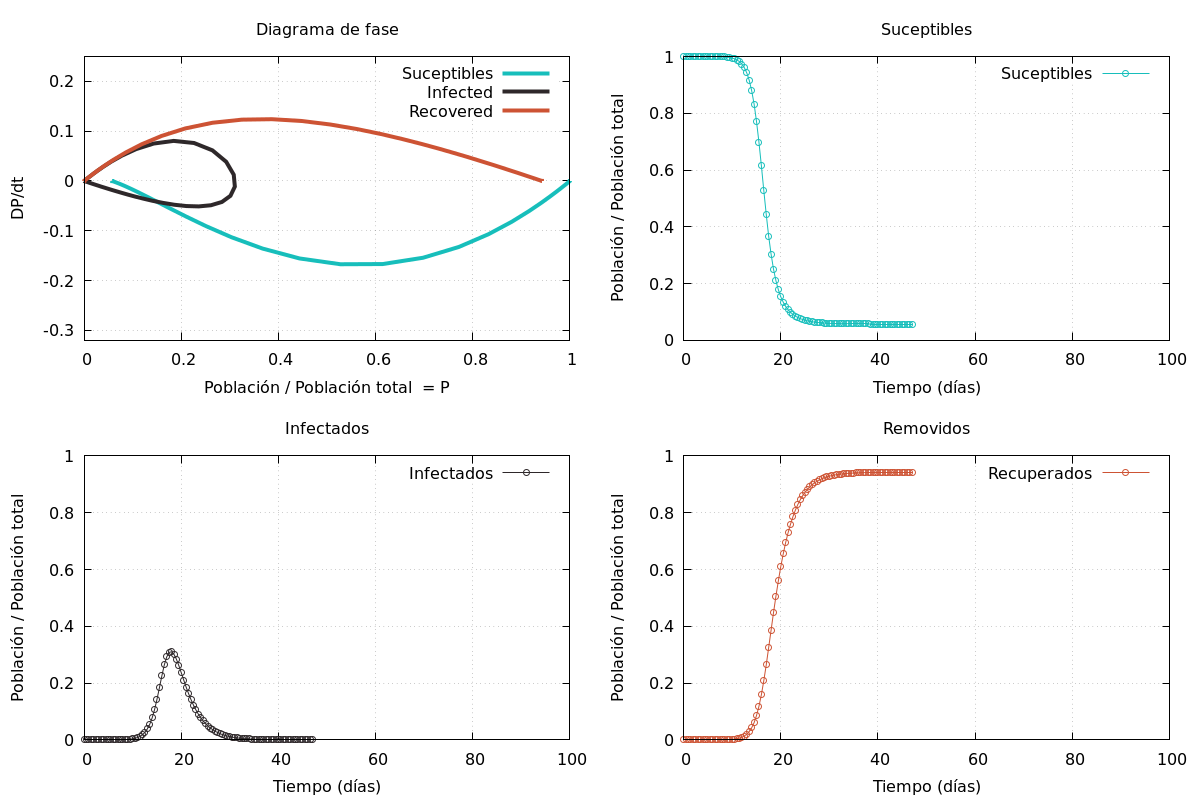 Diagrama de fase
Suceptibles
Infected
Recovered
0.2
0.1
0
-0.1
-0.2
-0.3
DP/dt
0 0.2 0.4 0.6 0.8 1
Población / Población total = P
Suceptibles
Suceptibles
1
0.8
0.6
0.4
0.2
0
Población / Población total
0 20 40 60 80 100
Tiempo (días)
Infectados
Infectados
1
0.8
0.6
0.4
0.2
0
Población / Población total
0 20 40 60 80 100
Tiempo (días)
Removidos
Recuperados
1
0.8
0.6
0.4
0.2
0
Población / Población total
0 20 40 60 80 100
Tiempo (días)